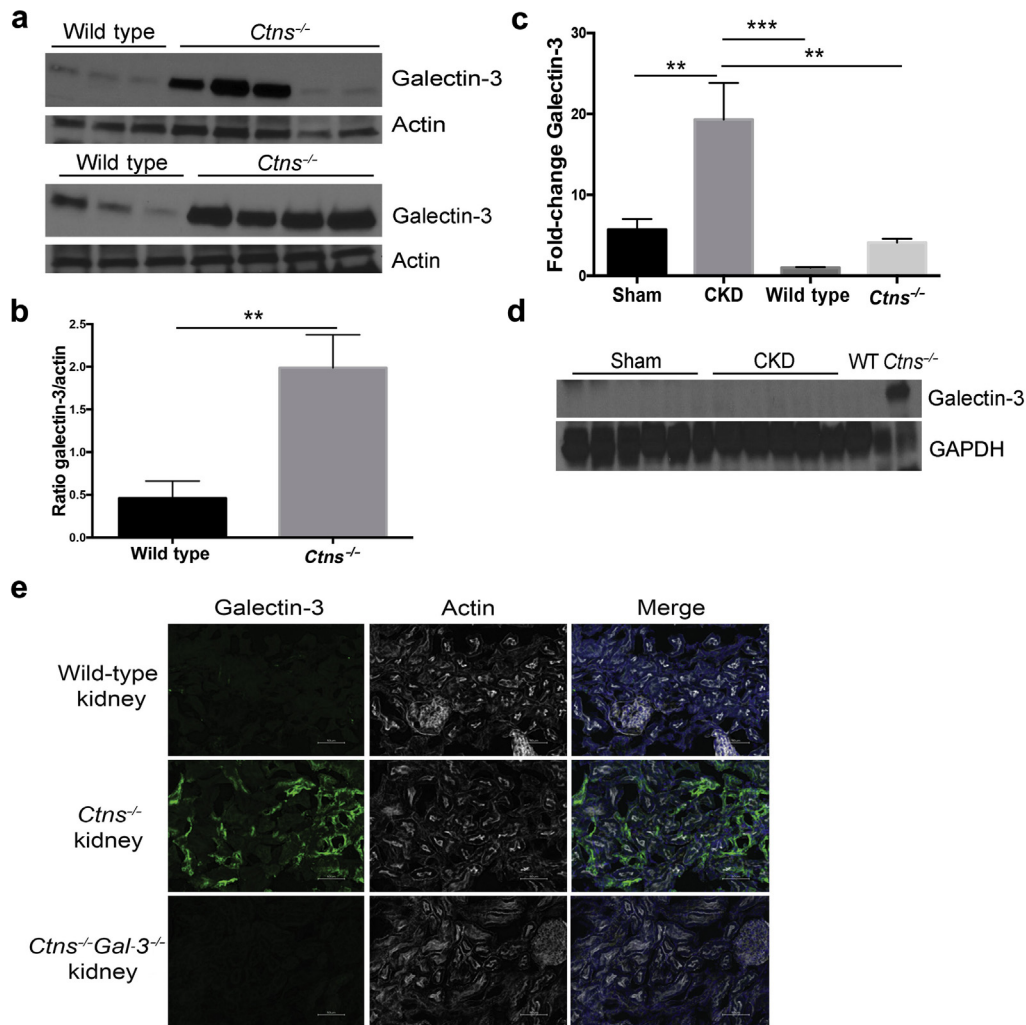 a
Wild type Ctns⁻/⁻
Galectin-3
Actin
Wild type Ctns⁻/⁻
Galectin-3
Actin
b
Ratio galectin-3/actin
2.5
2.0
1.5
1.0
0.5
0.0
**
Wild type Ctns⁻/⁻
c
Fold-change Galectin-3
30
20
10
0
***
** **
Sham CKD Wild type Ctns⁻/⁻
d
Sham CKD WT Ctns⁻/⁻
Galectin-3
GAPDH
e
Galectin-3 Actin Merge
Wild-type
kidney
Ctns⁻/⁻
kidney
Ctns⁻/⁻Gal-3⁻/⁻
kidney